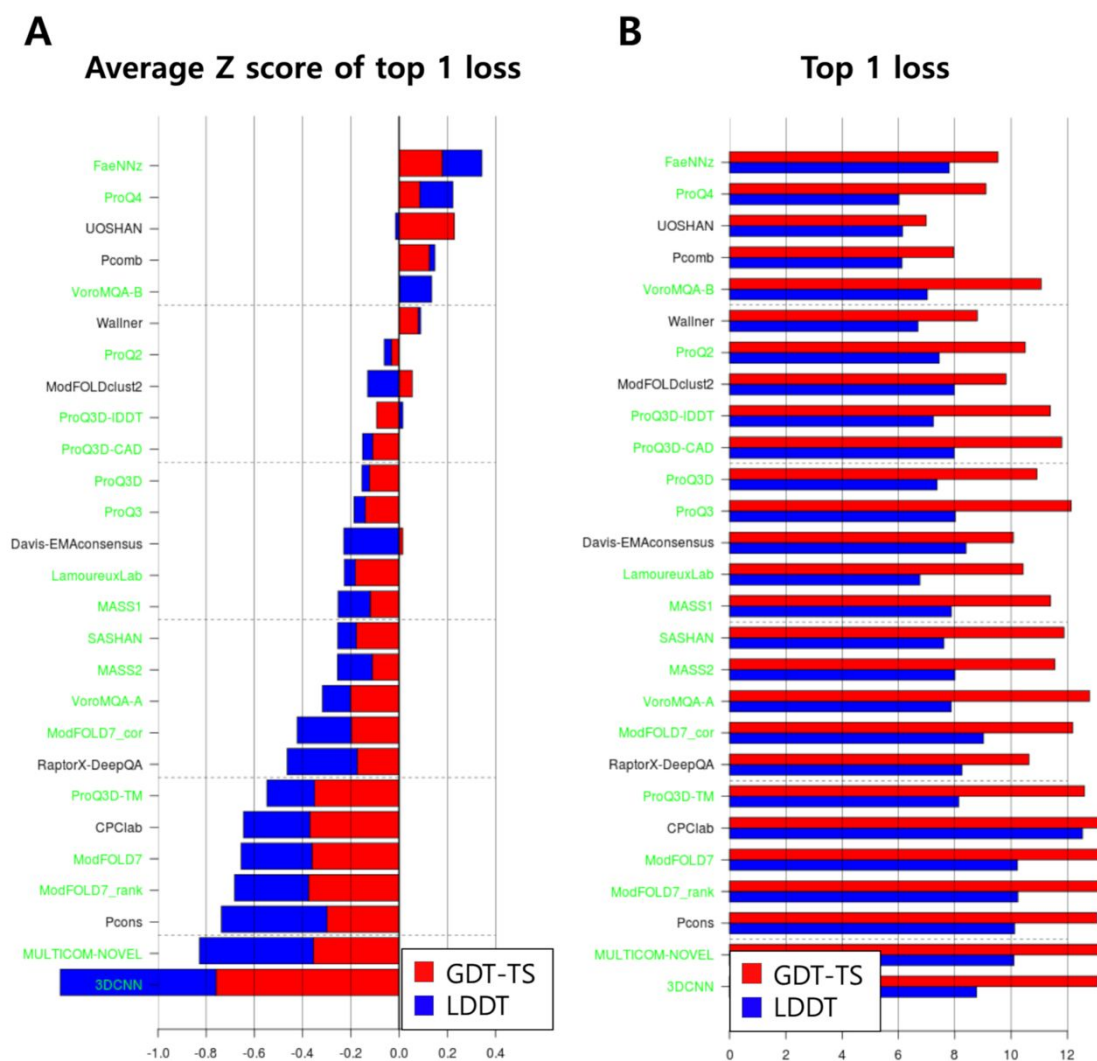 A
Average Z score of top 1 loss
FaeNNz
ProQ4
UOSHAN
Pcomb
VoroMQA-B
Wallner
ProQ2
ModFOLDclust2
ProQ3D-lDDT
ProQ3D-CAD
ProQ3D
ProQ3
Davis-EMAconsensus
LamoureuxLab
MASS1
SASHAN
MASS2
VoroMQA-A
ModFOLD7_cor
RaptorX-DeepQA
ProQ3D-TM
CPClab
ModFOLD7
ModFOLD7_rank
Pcons
MULTICOM-NOVEL
3DCNN
GDT-TS
LDDT
-1.0 -0.8 -0.6 -0.4 -0.2 0.0 0.2 0.4
B
Top 1 loss
FaeNNz
ProQ4
UOSHAN
Pcomb
VoroMQA-B
Wallner
ProQ2
ModFOLDclust2
ProQ3D-lDDT
ProQ3D-CAD
ProQ3D
ProQ3
Davis-EMAconsensus
LamoureuxLab
MASS1
SASHAN
MASS2
VoroMQA-A
ModFOLD7_cor
RaptorX-DeepQA
ProQ3D-TM
CPClab
ModFOLD7
ModFOLD7_rank
Pcons
MULTICOM-NOVEL
3DCNN
GDT-TS
LDDT
0 2 4 6 8 10 12